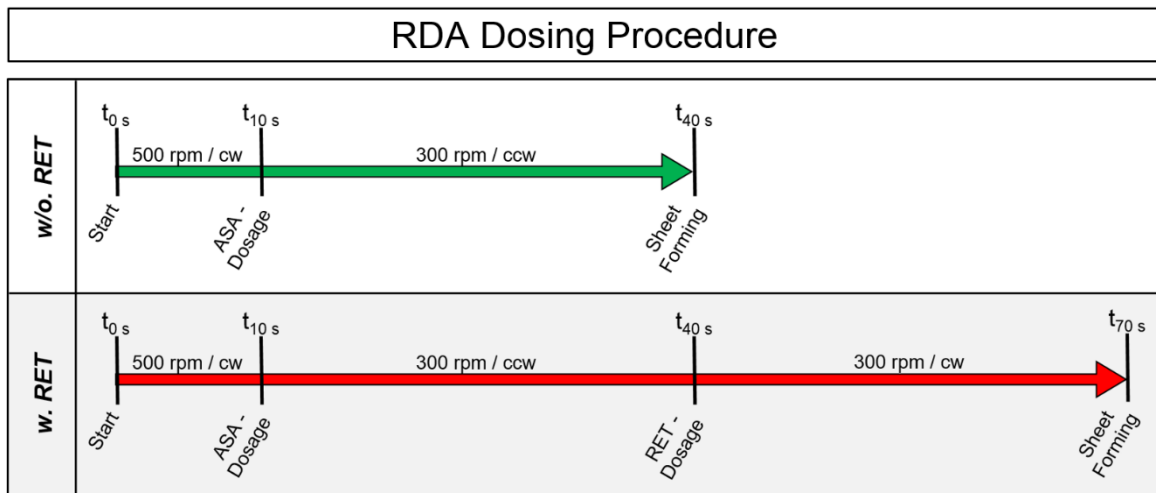 RDA Dosing Procedure
w/o. RET
t0 s
t10 s
t40 s
500 rpm / cw
300 rpm / ccw
Start
ASA -
Dosage
Sheet
Forming
w. RET
t0 s
t10 s
t40 s
t70 s
500 rpm / cw
300 rpm / ccw
300 rpm / cw
Start
ASA -
Dosage
RET -
Dosage
Sheet
Forming